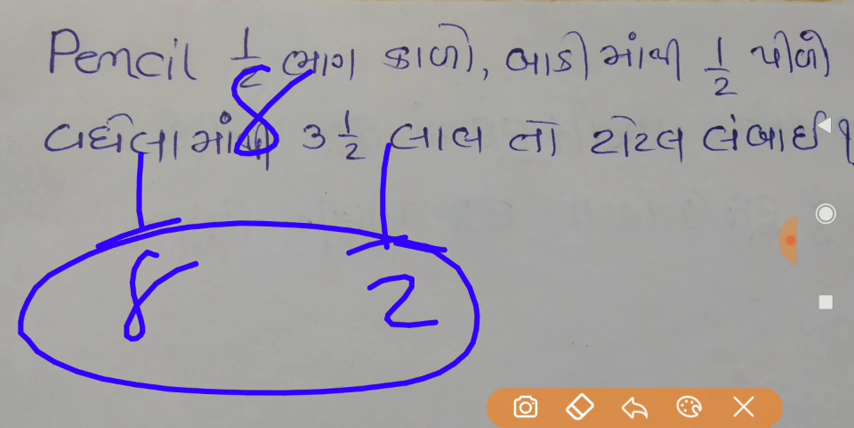 Pencil 1/8 ભાગ કાળો, બાકીમાંથી 1/2 પીળો
વધેલામાંથી 3 1/2 લાલ તો ટોટલ લંબાઈ ?
8
8 2